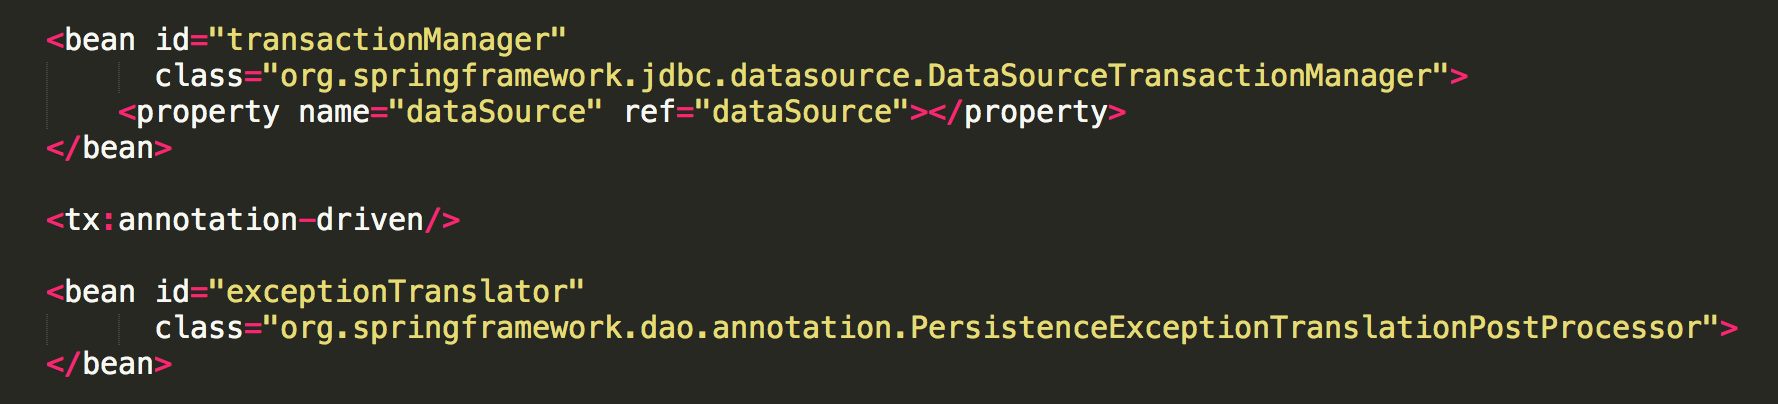 <bean id="transactionManager"
class="org.springframework.jdbc.datasource.DataSourceTransactionManager">
<property name="dataSource" ref="dataSource"></property>
</bean>
<tx:annotation-driven/>
<bean id="exceptionTranslator"
class="org.springframework.dao.annotation.PersistenceExceptionTranslationPostProcessor">
</bean>